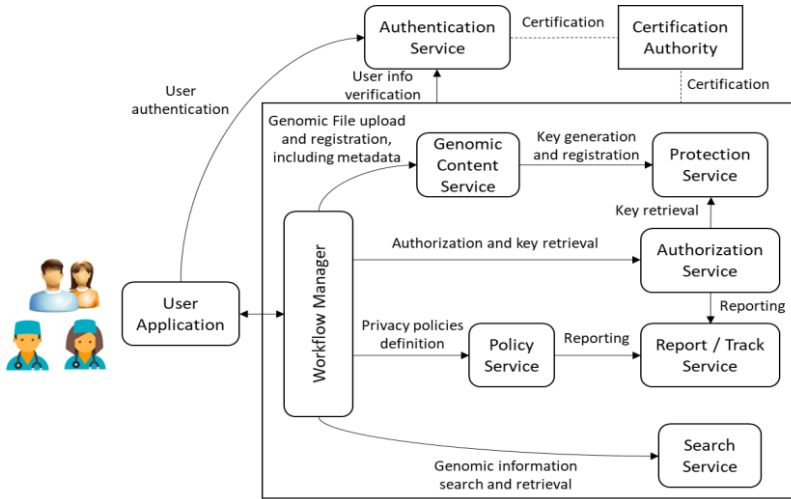 Authentication
Service
Certification
Certification
Authority
User info
verification
Certification
User
authentication
Genomic File upload
and registration,
including metadata
Genomic
Content
Service
Key generation
and registration
Protection
Service
Key retrieval
Workflow Manager
Authorization and key retrieval
Authorization
Service
User
Application
Reporting
Privacy policies
definition
Policy
Service
Reporting
Report / Track
Service
Search
Service
Genomic information
search and retrieval